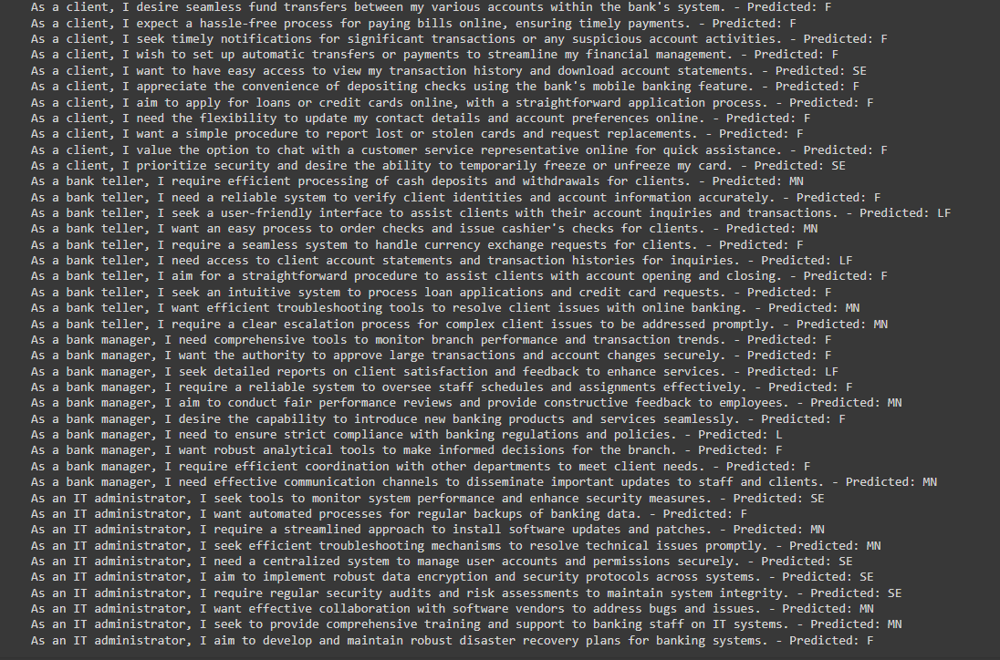 As a client, I desire seamless fund transfers between my various accounts within the bank's system. - Predicted: F
As a client, I expect a hassle-free process for paying bills online, ensuring timely payments. - Predicted: F
As a client, I seek timely notifications for significant transactions or any suspicious account activities. - Predicted: F
As a client, I wish to set up automatic transfers or payments to streamline my financial management. - Predicted: F
As a client, I want to have easy access to view my transaction history and download account statements. - Predicted: SE
As a client, I appreciate the convenience of depositing checks using the bank's mobile banking feature. - Predicted: F
As a client, I aim to apply for loans or credit cards online, with a straightforward application process. - Predicted: F
As a client, I need the flexibility to update my contact details and account preferences online. - Predicted: F
As a client, I want a simple procedure to report lost or stolen cards and request replacements. - Predicted: F
As a client, I value the option to chat with a customer service representative online for quick assistance. - Predicted: F
As a client, I prioritize security and desire the ability to temporarily freeze or unfreeze my card. - Predicted: SE
As a bank teller, I require efficient processing of cash deposits and withdrawals for clients. - Predicted: MN
As a bank teller, I need a reliable system to verify client identities and account information accurately. - Predicted: F
As a bank teller, I seek a user-friendly interface to assist clients with their account inquiries and transactions. - Predicted: LF
As a bank teller, I want an easy process to order checks and issue cashier's checks for clients. - Predicted: MN
As a bank teller, I require a seamless system to handle currency exchange requests for clients. - Predicted: F
As a bank teller, I need access to client account statements and transaction histories for inquiries. - Predicted: LF
As a bank teller, I aim for a straightforward procedure to assist clients with account opening and closing. - Predicted: F
As a bank teller, I seek an intuitive system to process loan applications and credit card requests. - Predicted: F
As a bank teller, I want efficient troubleshooting tools to resolve client issues with online banking. - Predicted: MN
As a bank teller, I require a clear escalation process for complex client issues to be addressed promptly. - Predicted: MN
As a bank manager, I need comprehensive tools to monitor branch performance and transaction trends. - Predicted: F
As a bank manager, I want the authority to approve large transactions and account changes securely. - Predicted: F
As a bank manager, I seek detailed reports on client satisfaction and feedback to enhance services. - Predicted: LF
As a bank manager, I require a reliable system to oversee staff schedules and assignments effectively. - Predicted: F
As a bank manager, I aim to conduct fair performance reviews and provide constructive feedback to employees. - Predicted: MN
As a bank manager, I desire the capability to introduce new banking products and services seamlessly. - Predicted: F
As a bank manager, I need to ensure strict compliance with banking regulations and policies. - Predicted: L
As a bank manager, I want robust analytical tools to make informed decisions for the branch. - Predicted: F
As a bank manager, I require efficient coordination with other departments to meet client needs. - Predicted: F
As a bank manager, I need effective communication channels to disseminate important updates to staff and clients. - Predicted: MN
As an IT administrator, I seek tools to monitor system performance and enhance security measures. - Predicted: SE
As an IT administrator, I want automated processes for regular backups of banking data. - Predicted: F
As an IT administrator, I require a streamlined approach to install software updates and patches. - Predicted: MN
As an IT administrator, I seek efficient troubleshooting mechanisms to resolve technical issues promptly. - Predicted: MN
As an IT administrator, I need a centralized system to manage user accounts and permissions securely. - Predicted: SE
As an IT administrator, I aim to implement robust data encryption and security protocols across systems. - Predicted: SE
As an IT administrator, I require regular security audits and risk assessments to maintain system integrity. - Predicted: SE
As an IT administrator, I want effective collaboration with software vendors to address bugs and issues. - Predicted: MN
As an IT administrator, I seek to provide comprehensive training and support to banking staff on IT systems. - Predicted: MN
As an IT administrator, I aim to develop and maintain robust disaster recovery plans for banking systems. - Predicted: F